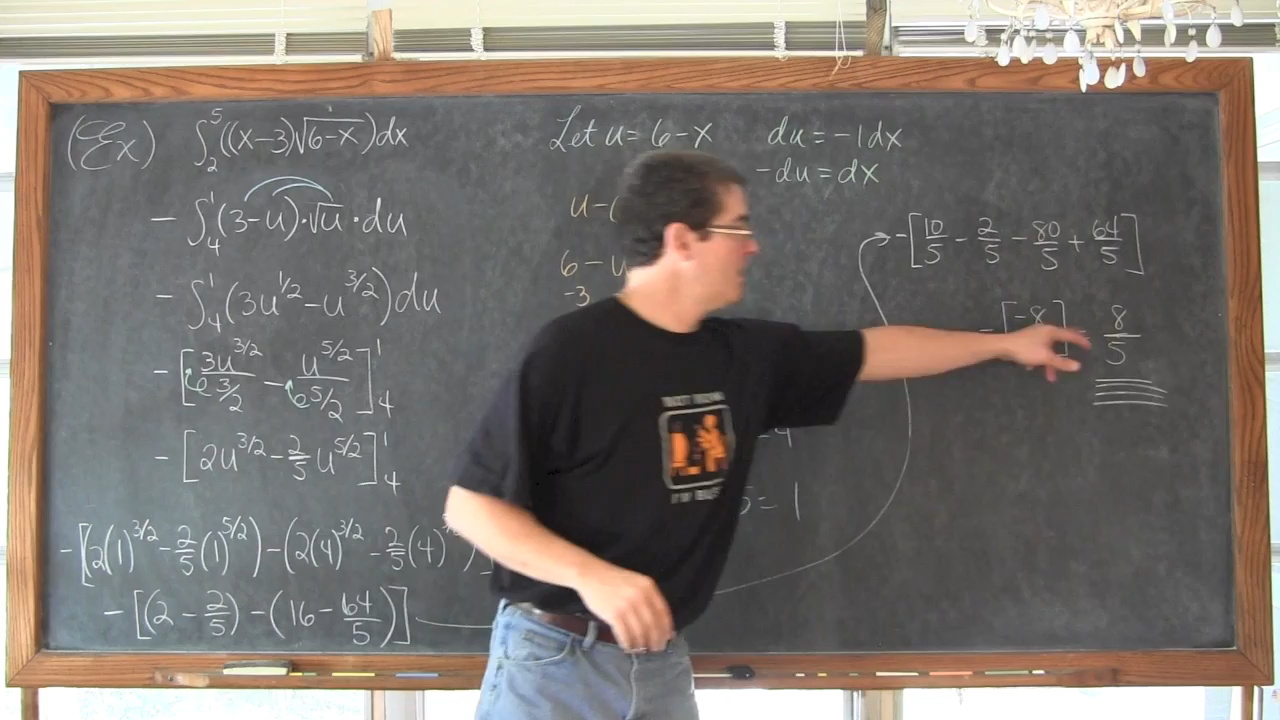 (Ex) ∫₂⁵((x-3)√(6-x))dx
-∫₄¹(3-u)·√u·du
-∫₄¹(3u^(1/2)-u^(3/2))du
-[3u^(3/2)/(3/2) - u^(5/2)/(5/2)]₄¹
-[2u^(3/2) - 2/5 u^(5/2)]₄¹
-[(2(1)^(3/2) - 2/5(1)^(5/2)) - (2(4)^(3/2) - 2/5(4)
-[(2 - 2/5) - (16 - 64/5)]
Let u = 6-x
u-
6-u
-3
=4
= 1
du = -1dx
-du = dx
-[10/5 - 2/5 - 80/5 + 64/5]
-[-8
8/5